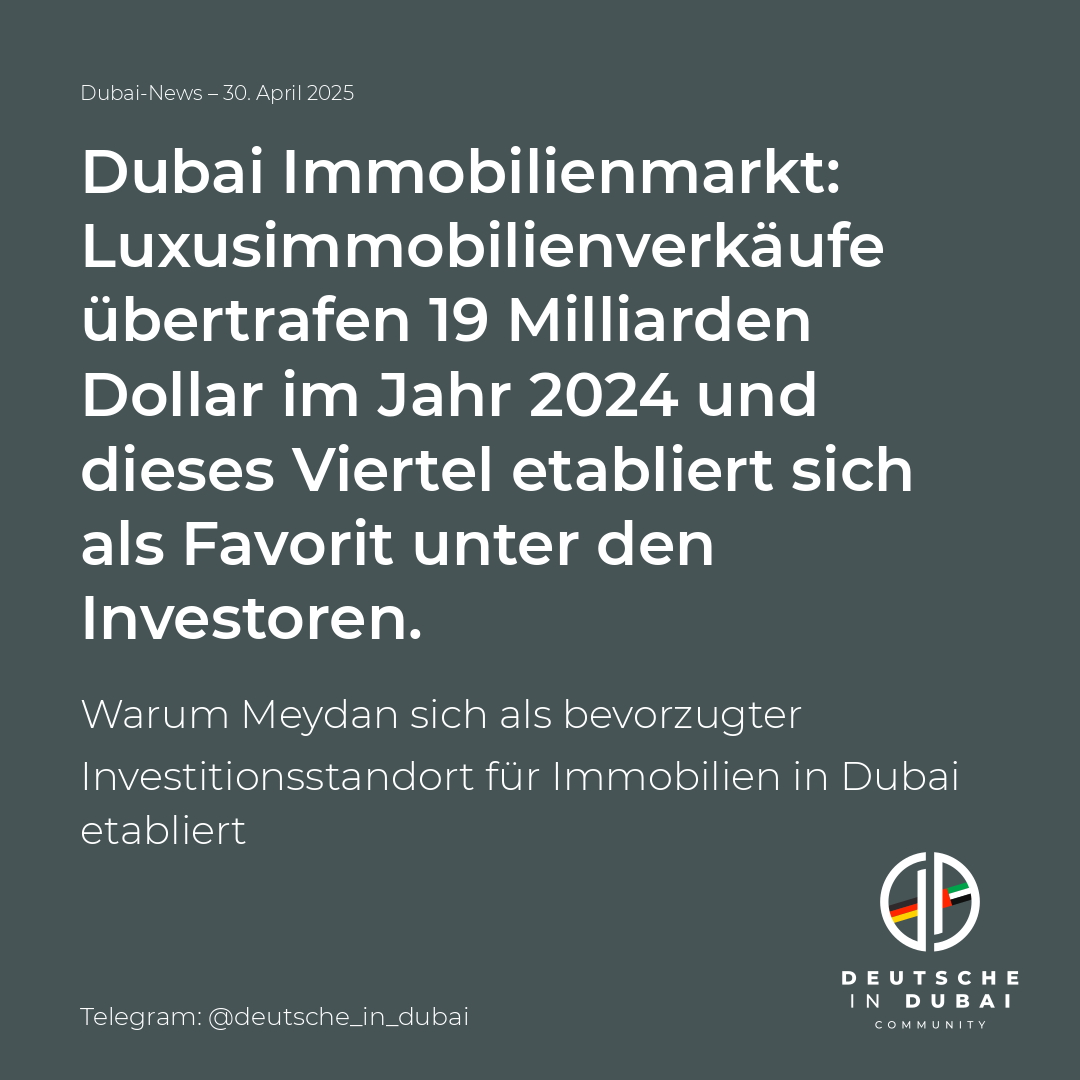 Dubai-News – 30. April 2025
Dubai Immobilienmarkt:
Luxusimmobilienverkäufe
übertrafen 19 Milliarden
Dollar im Jahr 2024 und
dieses Viertel etabliert sich
als Favorit unter den
Investoren.
Warum Meydan sich als bevorzugter
Investitionsstandort für Immobilien in Dubai
etabliert
DEUTSCHE
IN DUBAI
COMMUNITY
Telegram: @deutsche_in_dubai